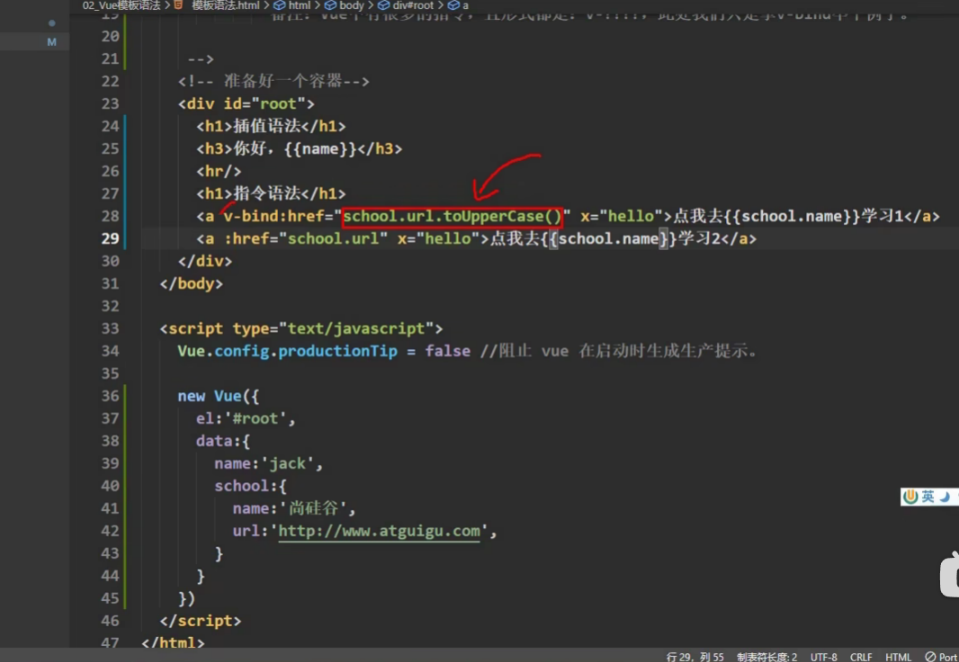 02_Vue模板语法 > 模板语法.html > html > body > div#root > a
19 备注：Vue中有很多的指令，且形式都是：v-????，此处我们只是拿v-bind举个例子。
20
M
21 -->
22 <!-- 准备好一个容器-->
23 <div id="root">
24 <h1>插值语法</h1>
25 <h3>你好，{{name}}</h3>
26 <hr/>
27 <h1>指令语法</h1>
28 <a v-bind:href="school.url.toUpperCase()" x="hello">点我去{{school.name}}学习1</a>
29 <a :href="school.url" x="hello">点我去{{school.name}}学习2</a>
30 </div>
31 </body>
32
33 <script type="text/javascript">
34 Vue.config.productionTip = false //阻止 vue 在启动时生成生产提示。
35
36 new Vue({
37 el:'#root',
38 data:{
39 name:'jack',
40 school:{
英
41 name:'尚硅谷',
42 url:'http://www.atguigu.com',
43 }
44 }
45 })
46 </script>
47 </html>
行 29，列 55 制表符长度: 2 UTF-8 CRLF HTML Port